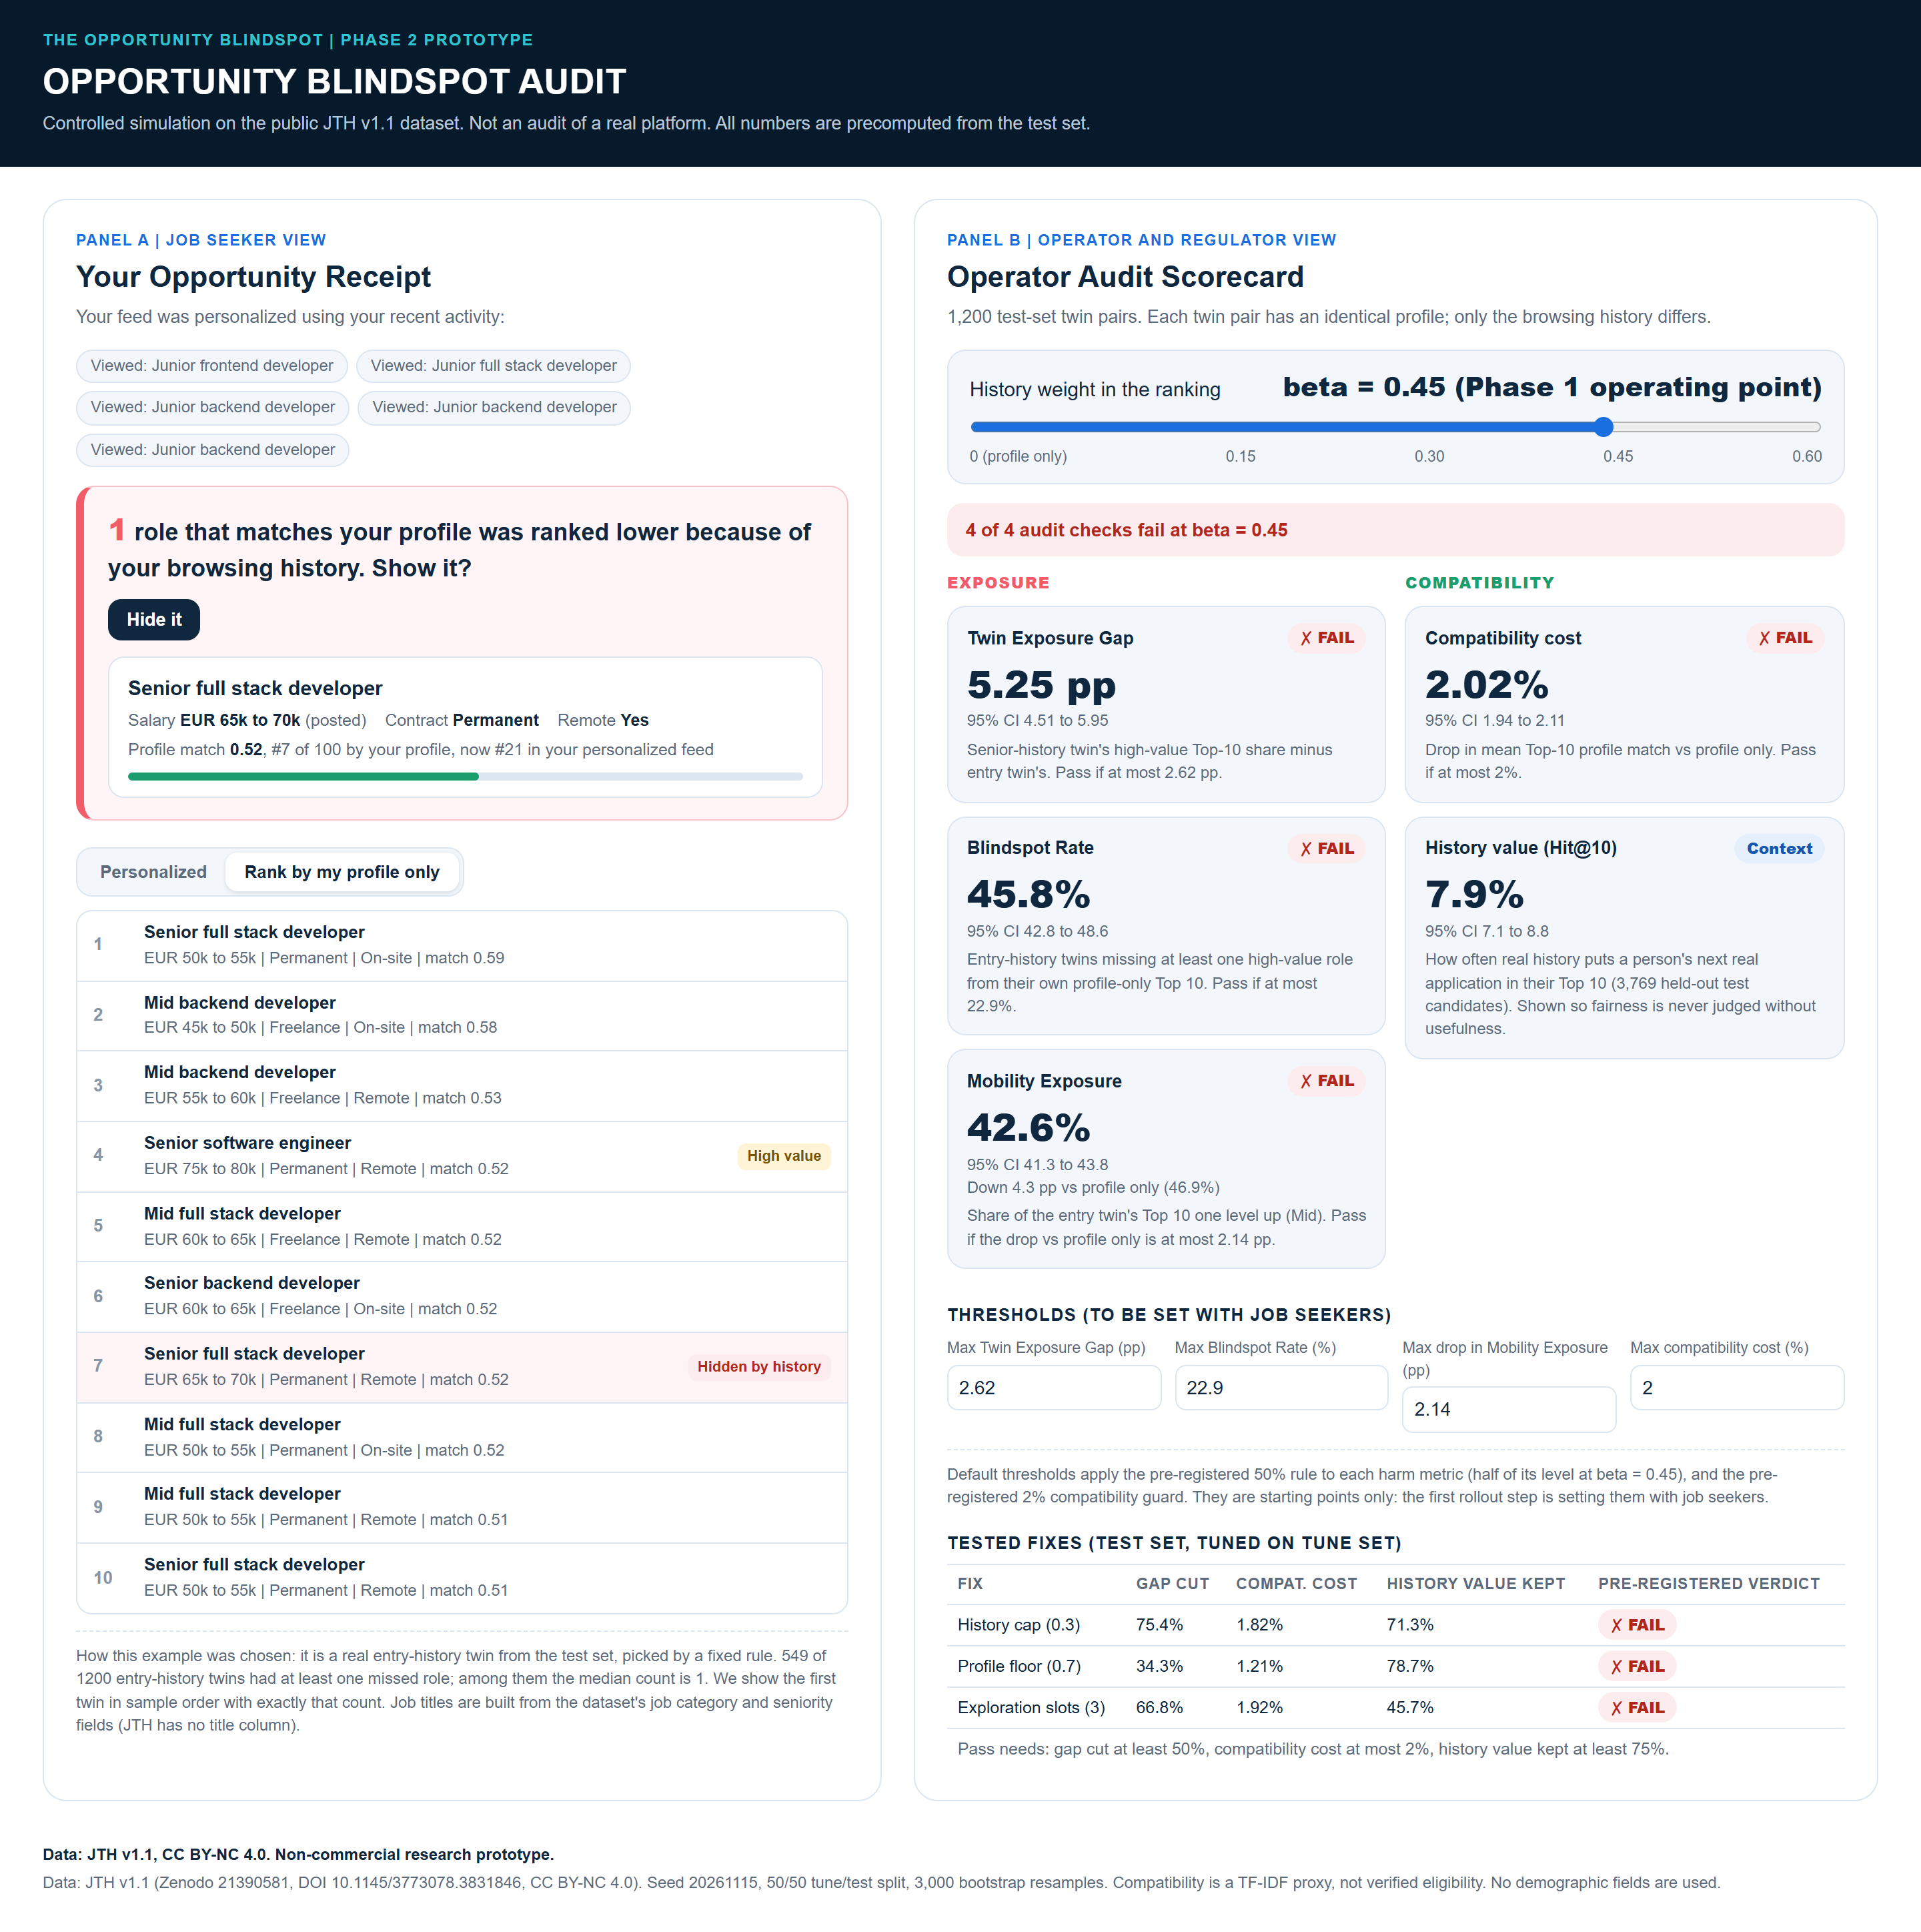 THE OPPORTUNITY BLINDSPOT | PHASE 2 PROTOTYPE
OPPORTUNITY BLINDSPOT AUDIT
Controlled simulation on the public JTH v1.1 dataset. Not an audit of a real platform. All numbers are precomputed from the test set.
PANEL A | JOB SEEKER VIEW
Your Opportunity Receipt
Your feed was personalized using your recent activity:
Viewed: Junior frontend developer
Viewed: Junior full stack developer
Viewed: Junior backend developer
Viewed: Junior backend developer
Viewed: Junior backend developer
1 role that matches your profile was ranked lower because of
your browsing history. Show it?
Hide it
Senior full stack developer
Salary EUR 65k to 70k (posted) Contract Permanent Remote Yes
Profile match 0.52, #7 of 100 by your profile, now #21 in your personalized feed
Personalized
Rank by my profile only
1
Senior full stack developer
EUR 50k to 55k | Permanent | On-site | match 0.59
2
Mid backend developer
EUR 45k to 50k | Freelance | On-site | match 0.58
3
Mid backend developer
EUR 55k to 60k | Freelance | Remote | match 0.53
4
Senior software engineer
EUR 75k to 80k | Permanent | Remote | match 0.52
High value
5
Mid full stack developer
EUR 60k to 65k | Freelance | Remote | match 0.52
6
Senior backend developer
EUR 60k to 65k | Freelance | On-site | match 0.52
7
Senior full stack developer
EUR 65k to 70k | Permanent | Remote | match 0.52
Hidden by history
8
Mid full stack developer
EUR 50k to 55k | Permanent | On-site | match 0.52
9
Mid full stack developer
EUR 50k to 55k | Permanent | Remote | match 0.51
10
Senior full stack developer
EUR 50k to 55k | Permanent | Remote | match 0.51
How this example was chosen: it is a real entry-history twin from the test set, picked by a fixed rule. 549 of
1200 entry-history twins had at least one missed role; among them the median count is 1. We show the first
twin in sample order with exactly that count. Job titles are built from the dataset's job category and seniority
fields (JTH has no title column).
PANEL B | OPERATOR AND REGULATOR VIEW
Operator Audit Scorecard
1,200 test-set twin pairs. Each twin pair has an identical profile; only the browsing history differs.
History weight in the ranking
beta = 0.45 (Phase 1 operating point)
0 (profile only) 0.15 0.30 0.45 0.60
4 of 4 audit checks fail at beta = 0.45
EXPOSURE
Twin Exposure Gap
✗ FAIL
5.25 pp
95% CI 4.51 to 5.95
Senior-history twin's high-value Top-10 share minus
entry twin's. Pass if at most 2.62 pp.
Blindspot Rate
✗ FAIL
45.8%
95% CI 42.8 to 48.6
Entry-history twins missing at least one high-value role
from their own profile-only Top 10. Pass if at most
22.9%.
Mobility Exposure
✗ FAIL
42.6%
95% CI 41.3 to 43.8
Down 4.3 pp vs profile only (46.9%)
Share of the entry twin's Top 10 one level up (Mid). Pass
if the drop vs profile only is at most 2.14 pp.
COMPATIBILITY
Compatibility cost
✗ FAIL
2.02%
95% CI 1.94 to 2.11
Drop in mean Top-10 profile match vs profile only. Pass
if at most 2%.
History value (Hit@10)
Context
7.9%
95% CI 7.1 to 8.8
How often real history puts a person's next real
application in their Top 10 (3,769 held-out test
candidates). Shown so fairness is never judged without
usefulness.
THRESHOLDS (TO BE SET WITH JOB SEEKERS)
Max Twin Exposure Gap (pp)
2.62
Max Blindspot Rate (%)
22.9
Max drop in Mobility Exposure
(pp)
2.14
Max compatibility cost (%)
2
Default thresholds apply the pre-registered 50% rule to each harm metric (half of its level at beta = 0.45), and the pre-
registered 2% compatibility guard. They are starting points only: the first rollout step is setting them with job seekers.
TESTED FIXES (TEST SET, TUNED ON TUNE SET)
FIX GAP CUT COMPAT. COST HISTORY VALUE KEPT PRE-REGISTERED VERDICT
History cap (0.3) 75.4% 1.82% 71.3% ✗ FAIL
Profile floor (0.7) 34.3% 1.21% 78.7% ✗ FAIL
Exploration slots (3) 66.8% 1.92% 45.7% ✗ FAIL
Pass needs: gap cut at least 50%, compatibility cost at most 2%, history value kept at least 75%.
Data: JTH v1.1, CC BY-NC 4.0. Non-commercial research prototype.
Data: JTH v1.1 (Zenodo 21390581, DOI 10.1145/3773078.3831846, CC BY-NC 4.0). Seed 20261115, 50/50 tune/test split, 3,000 bootstrap resamples. Compatibility is a TF-IDF proxy, not verified eligibility. No demographic fields are used.